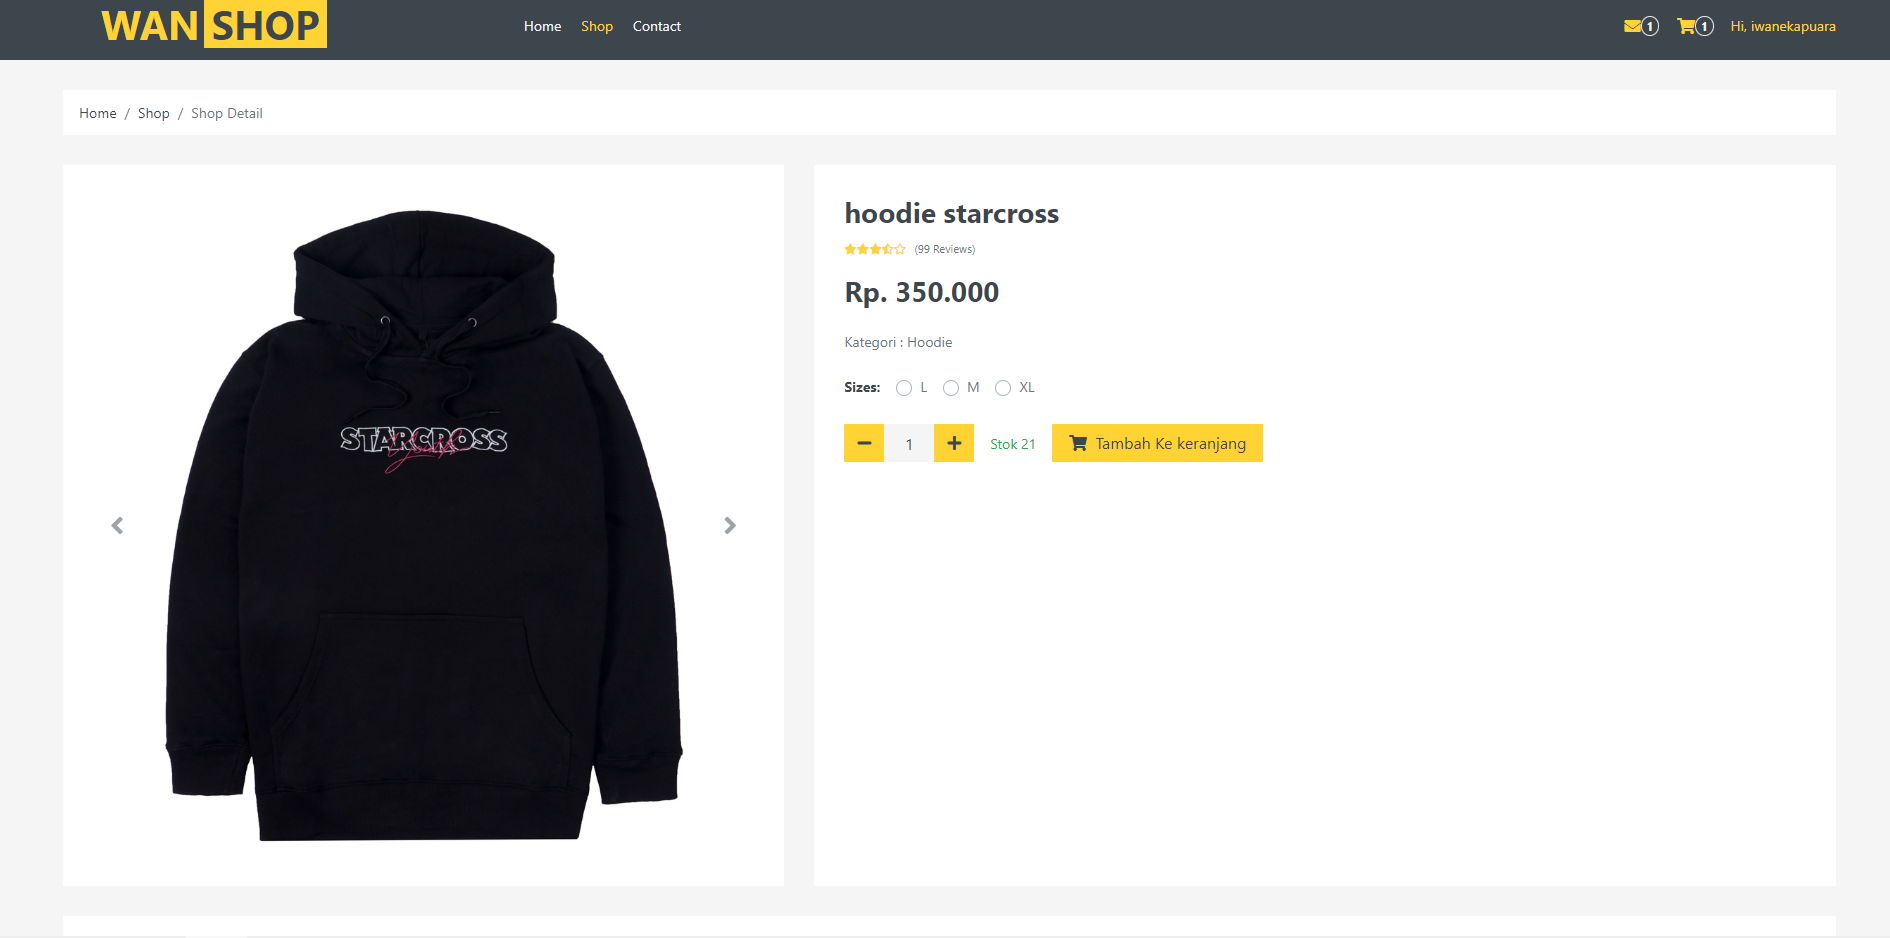 WAN SHOP
Home Shop Contact
1 1 Hi, iwanekapuara
Home / Shop / Shop Detail
STARCROSS
hoodie starcross
(99 Reviews)
Rp. 350.000
Kategori : Hoodie
Sizes: L M XL
1 Stok 21 Tambah Ke keranjang